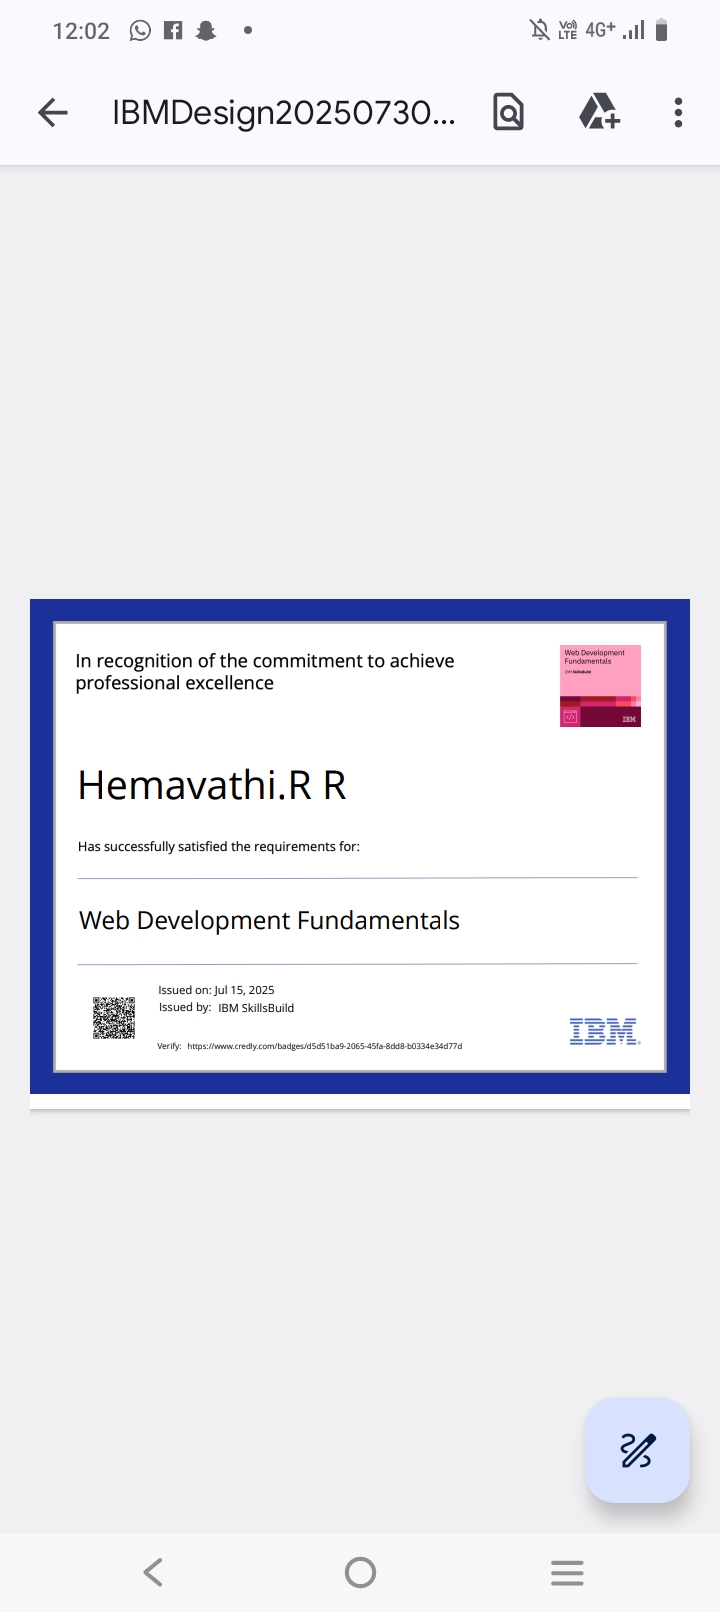 12:02
Vo) LTE 4G+
IBMDesign20250730...
In recognition of the commitment to achieve
professional excellence
Web Development
Fundamentals
IBM SkillsBuild
IBM
Hemavathi.R R
Has successfully satisfied the requirements for:
Web Development Fundamentals
Issued on: Jul 15, 2025
Issued by: IBM SkillsBuild
Verify: https://www.credly.com/badges/d5d51ba9-2065-45fa-8dd8-b0334e34d77d
IBM